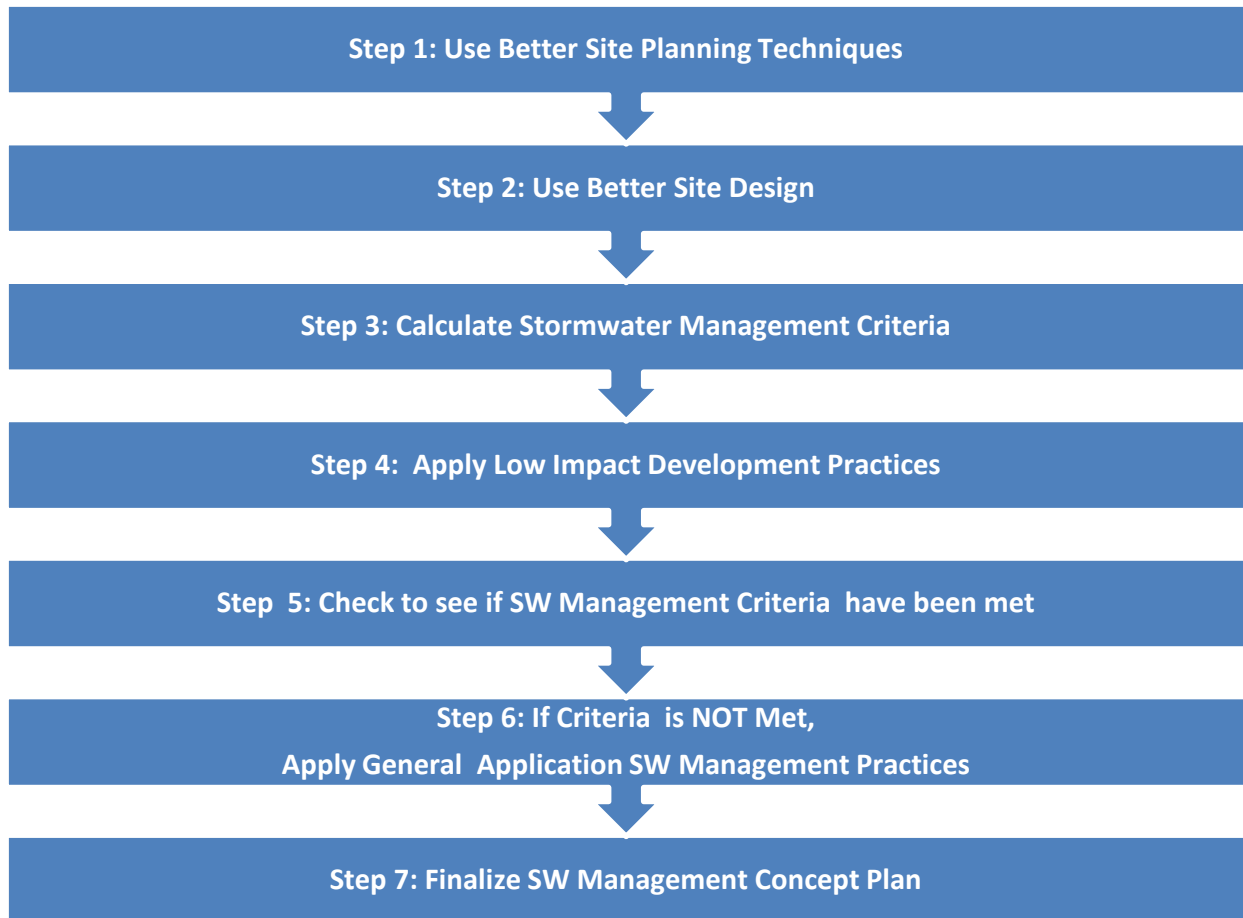 Step 1: Use Better Site Planning Techniques
Step 2: Use Better Site Design
Step 3: Calculate Stormwater Management Criteria
Step 4: Apply Low Impact Development Practices
Step 5: Check to see if SW Management Criteria have been met
Step 6: If Criteria is NOT Met,
Apply General Application SW Management Practices
Step 7: Finalize SW Management Concept Plan